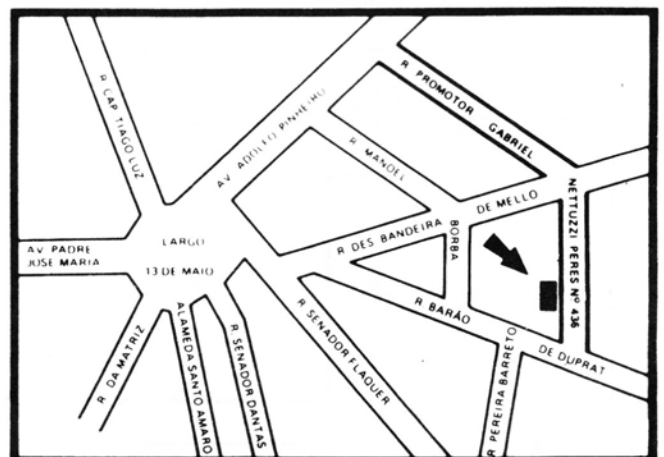 R. CAP. TIAGO LUZ
AV. ADOLFO PINHEIRO
R. PROMOTOR GABRIEL
R. MANOEL
BORBA
R. DES. BANDEIRA
DE MELLO
NETTUZZI PERES Nº 436
AV. PADRE
JOSE MARIA
LARGO
13 DE MAIO
R. BARÃO
DE DUPRAT
R. DA MATRIZ
ALAMEDA SANTO AMARO
R. SENADOR DANTAS
R. SENADOR FLAQUER
R. PEREIRA BARRETO